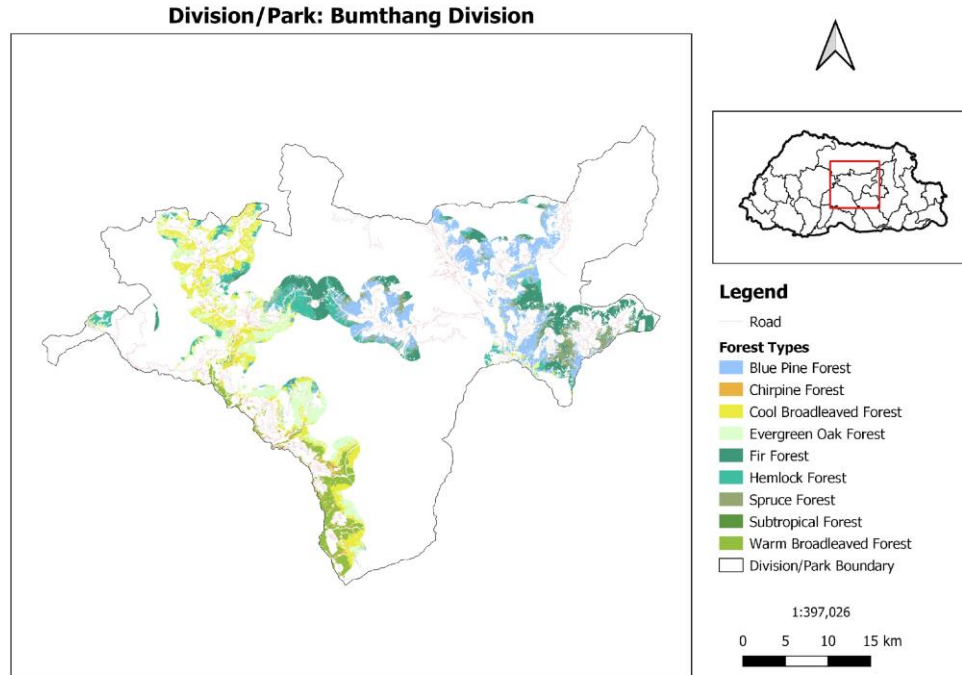 Division/Park: Bumthang Division
Legend
Road
Forest Types
Blue Pine Forest
Chirpine Forest
Cool Broadleaved Forest
Evergreen Oak Forest
Fir Forest
Hemlock Forest
Spruce Forest
Subtropical Forest
Warm Broadleaved Forest
Division/Park Boundary
1:397,026
0 5 10 15 km